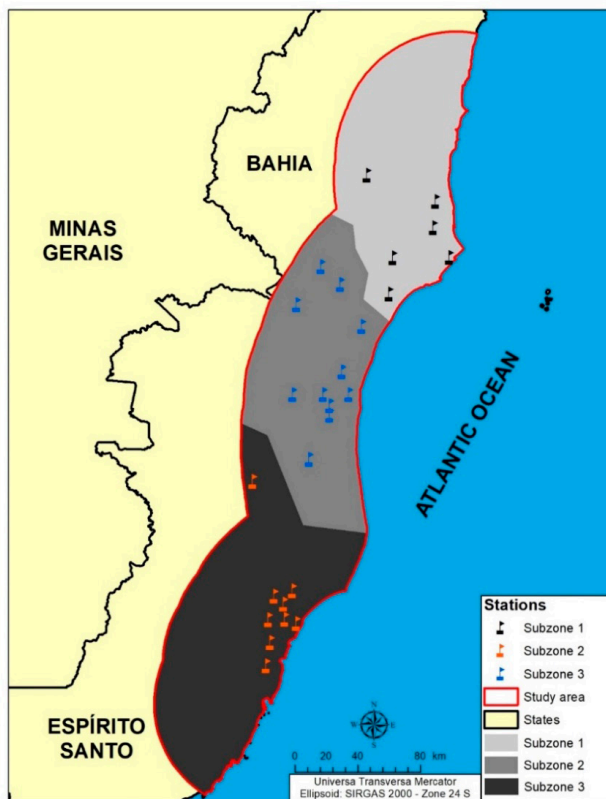 BAHIA
MINAS
GERAIS
ATLANTIC OCEAN
ESPÍRITO
SANTO
N
W
E
S
0 20 40 80 km
Universa Transversa Mercator
Ellipsoid: SIRGAS 2000 - Zone 24 S
Stations
Subzone 1
Subzone 2
Subzone 3
Study area
States
Subzone 1
Subzone 2
Subzone 3